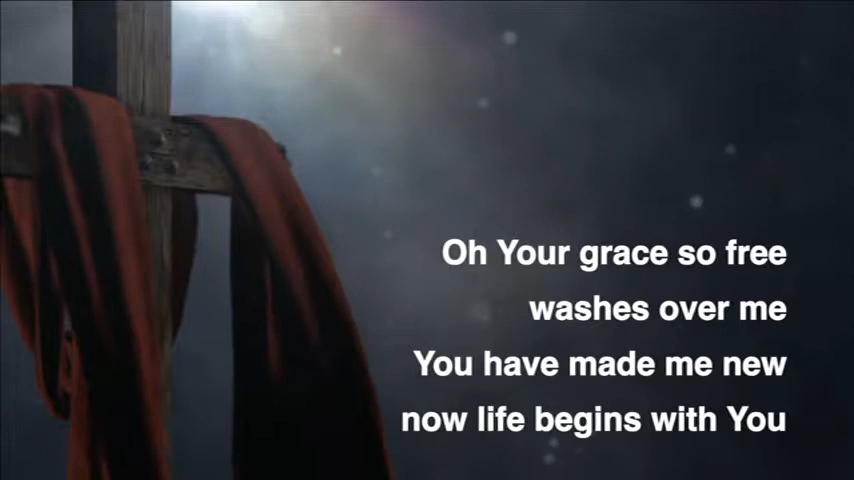 Oh Your grace so free
washes over me
You have made me new
now life begins with You